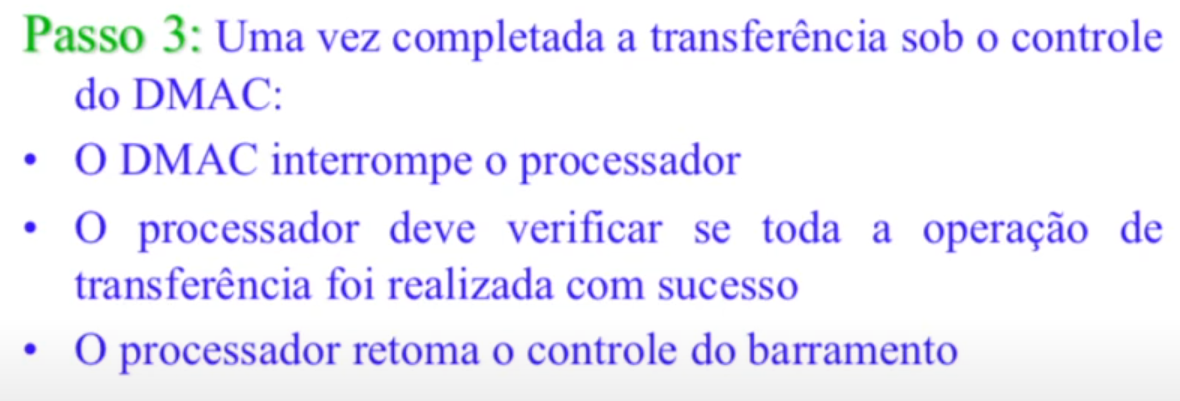 Passo 3: Uma vez completada a transferência sob o controle
do DMAC:
• O DMAC interrompe o processador
• O processador deve verificar se toda a operação de
transferência foi realizada com sucesso
• O processador retoma o controle do barramento